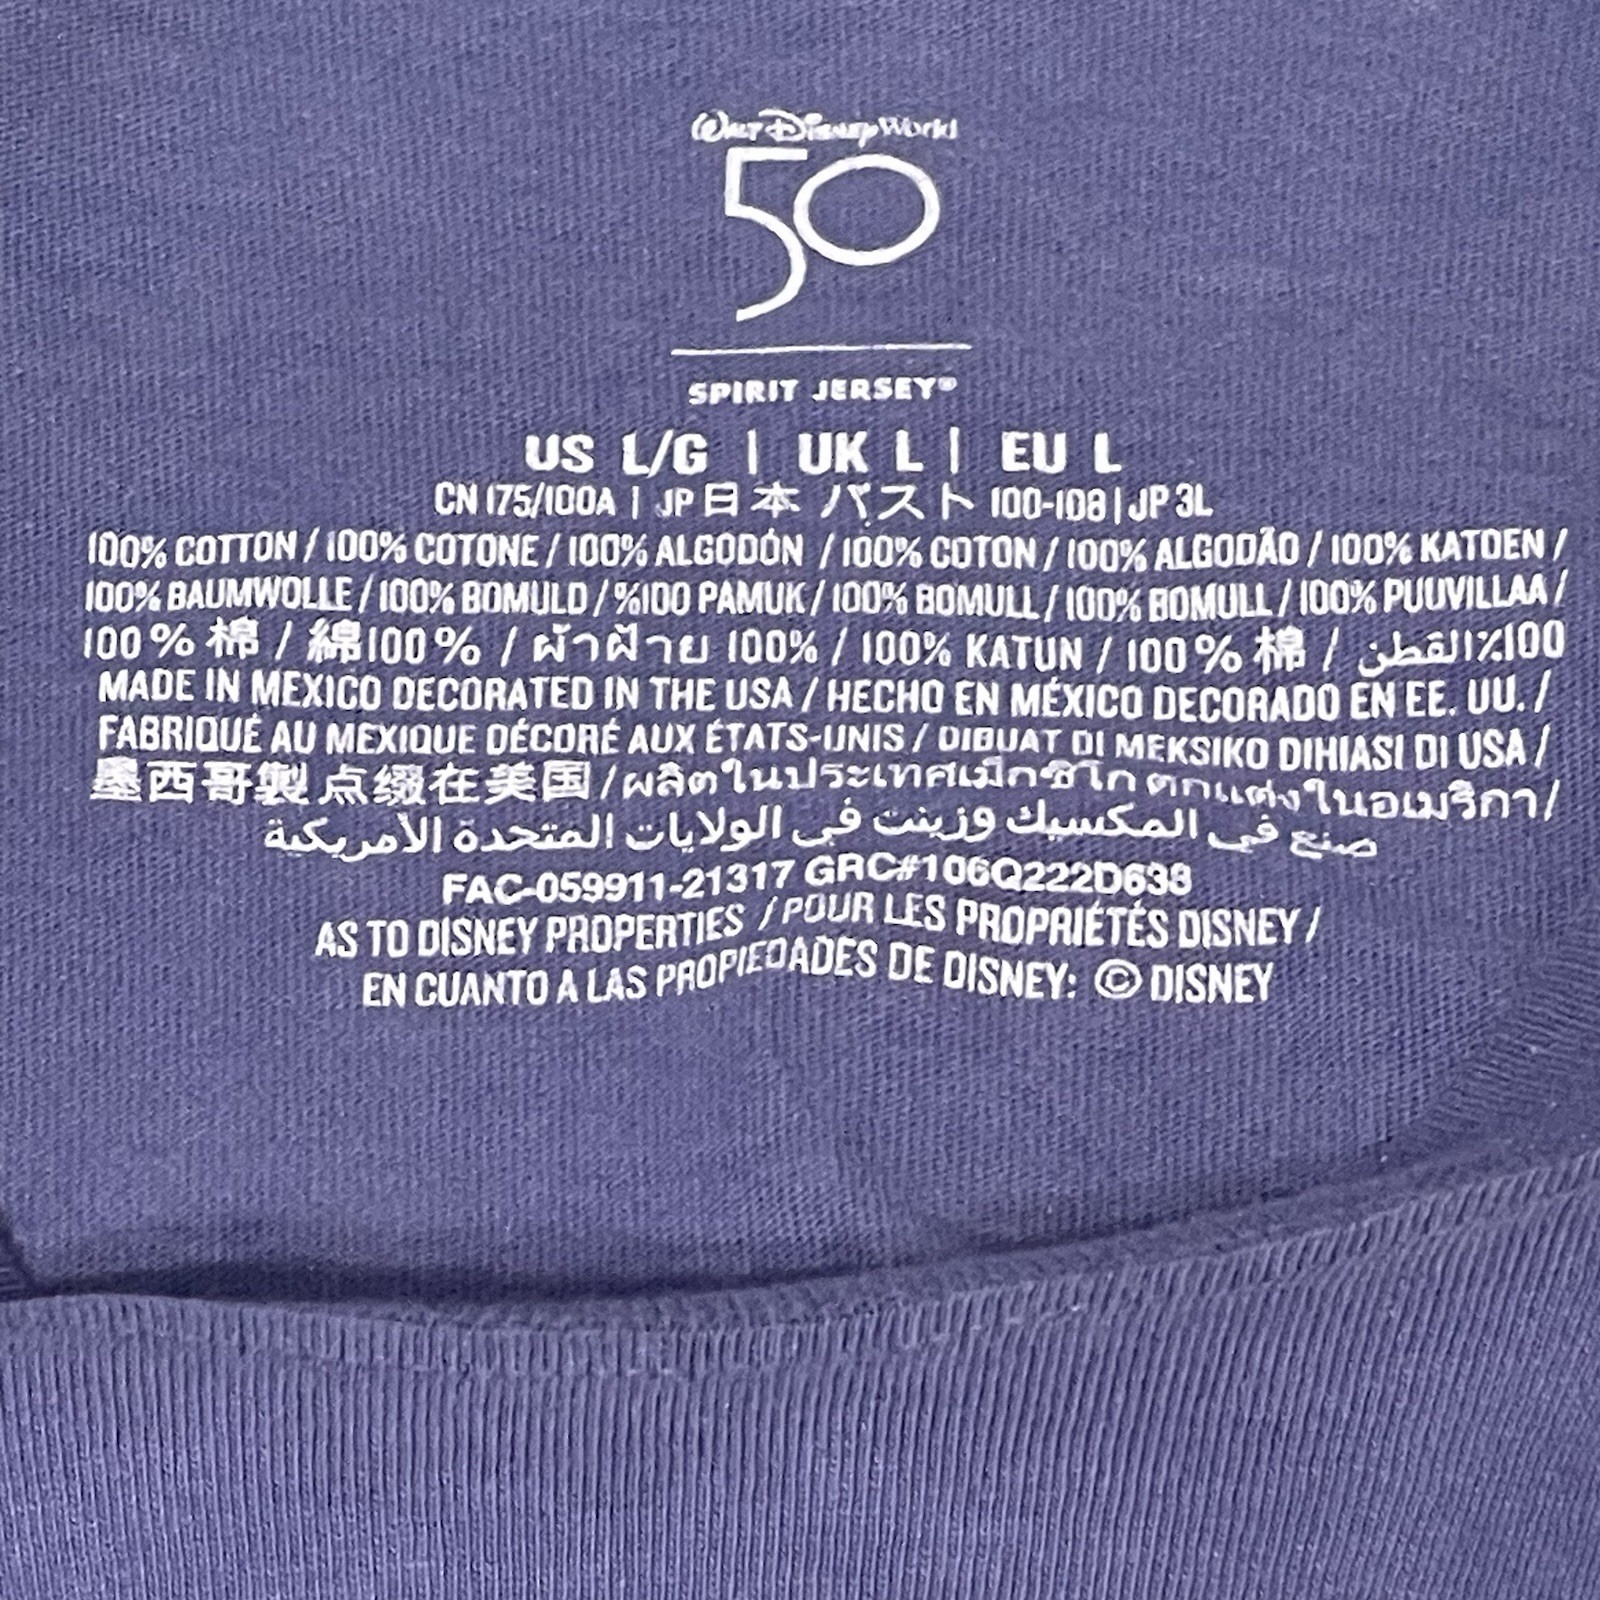 Walt Disney World
50
SPIRIT JERSEY®
US L/G | UK L | EU L
CN 175/100A | JP 日本 バスト 100-108 | JP 3L
100% COTTON / 100% COTONE / 100% ALGODÓN / 100% COTON / 100% ALGODÃO / 100% KATOEN /
100% BAUMWOLLE / 100% BOMULD / %100 PAMUK / 100% BOMULL / 100% BOMULL / 100% PUUVILLAA /
100% 棉 / 綿100% / ผ้าฝ้าย 100% / 100% KATUN / 100% 棉 / 100٪القطن
MADE IN MEXICO DECORATED IN THE USA / HECHO EN MÉXICO DECORADO EN EE. UU. /
FABRIQUÉ AU MEXIQUE DÉCORÉ AUX ÉTATS-UNIS / DIBUAT DI MEKSIKO DIHIASI DI USA /
墨西哥製 点缀在美国 / ผลิตในประเทศเม็กซิโก ตกแต่งในอเมริกา/
صنع في المكسيك وزينت في الولايات المتحدة الأمريكية
FAC-059911-21317 GRC#106Q222D638
AS TO DISNEY PROPERTIES / POUR LES PROPRIÉTÉS DISNEY /
EN CUANTO A LAS PROPIEDADES DE DISNEY: © DISNEY